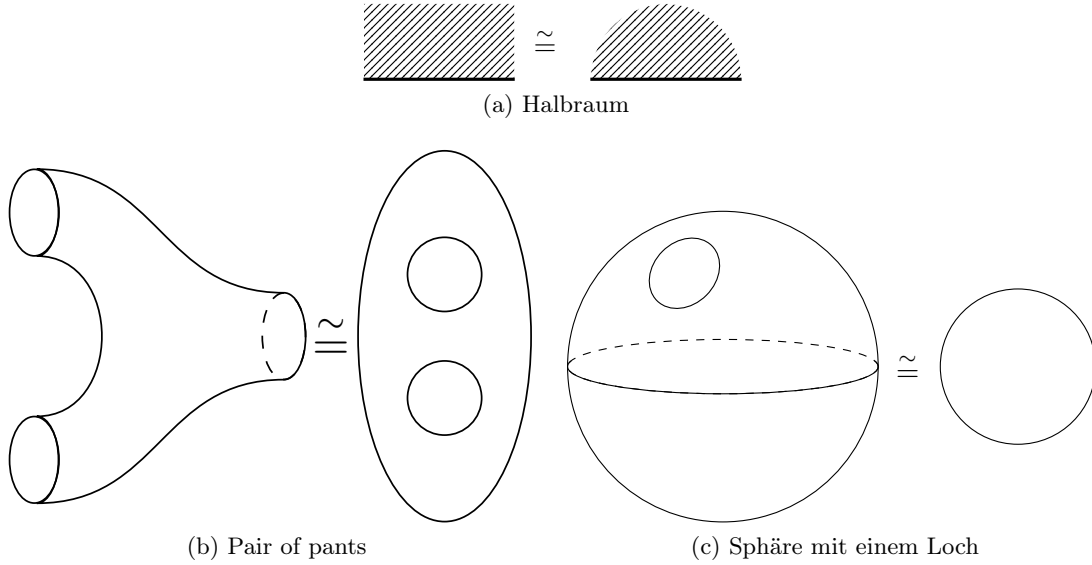 ≅
(a) Halbraum
≅
≅
(b) Pair of pants
(c) Sphäre mit einem Loch